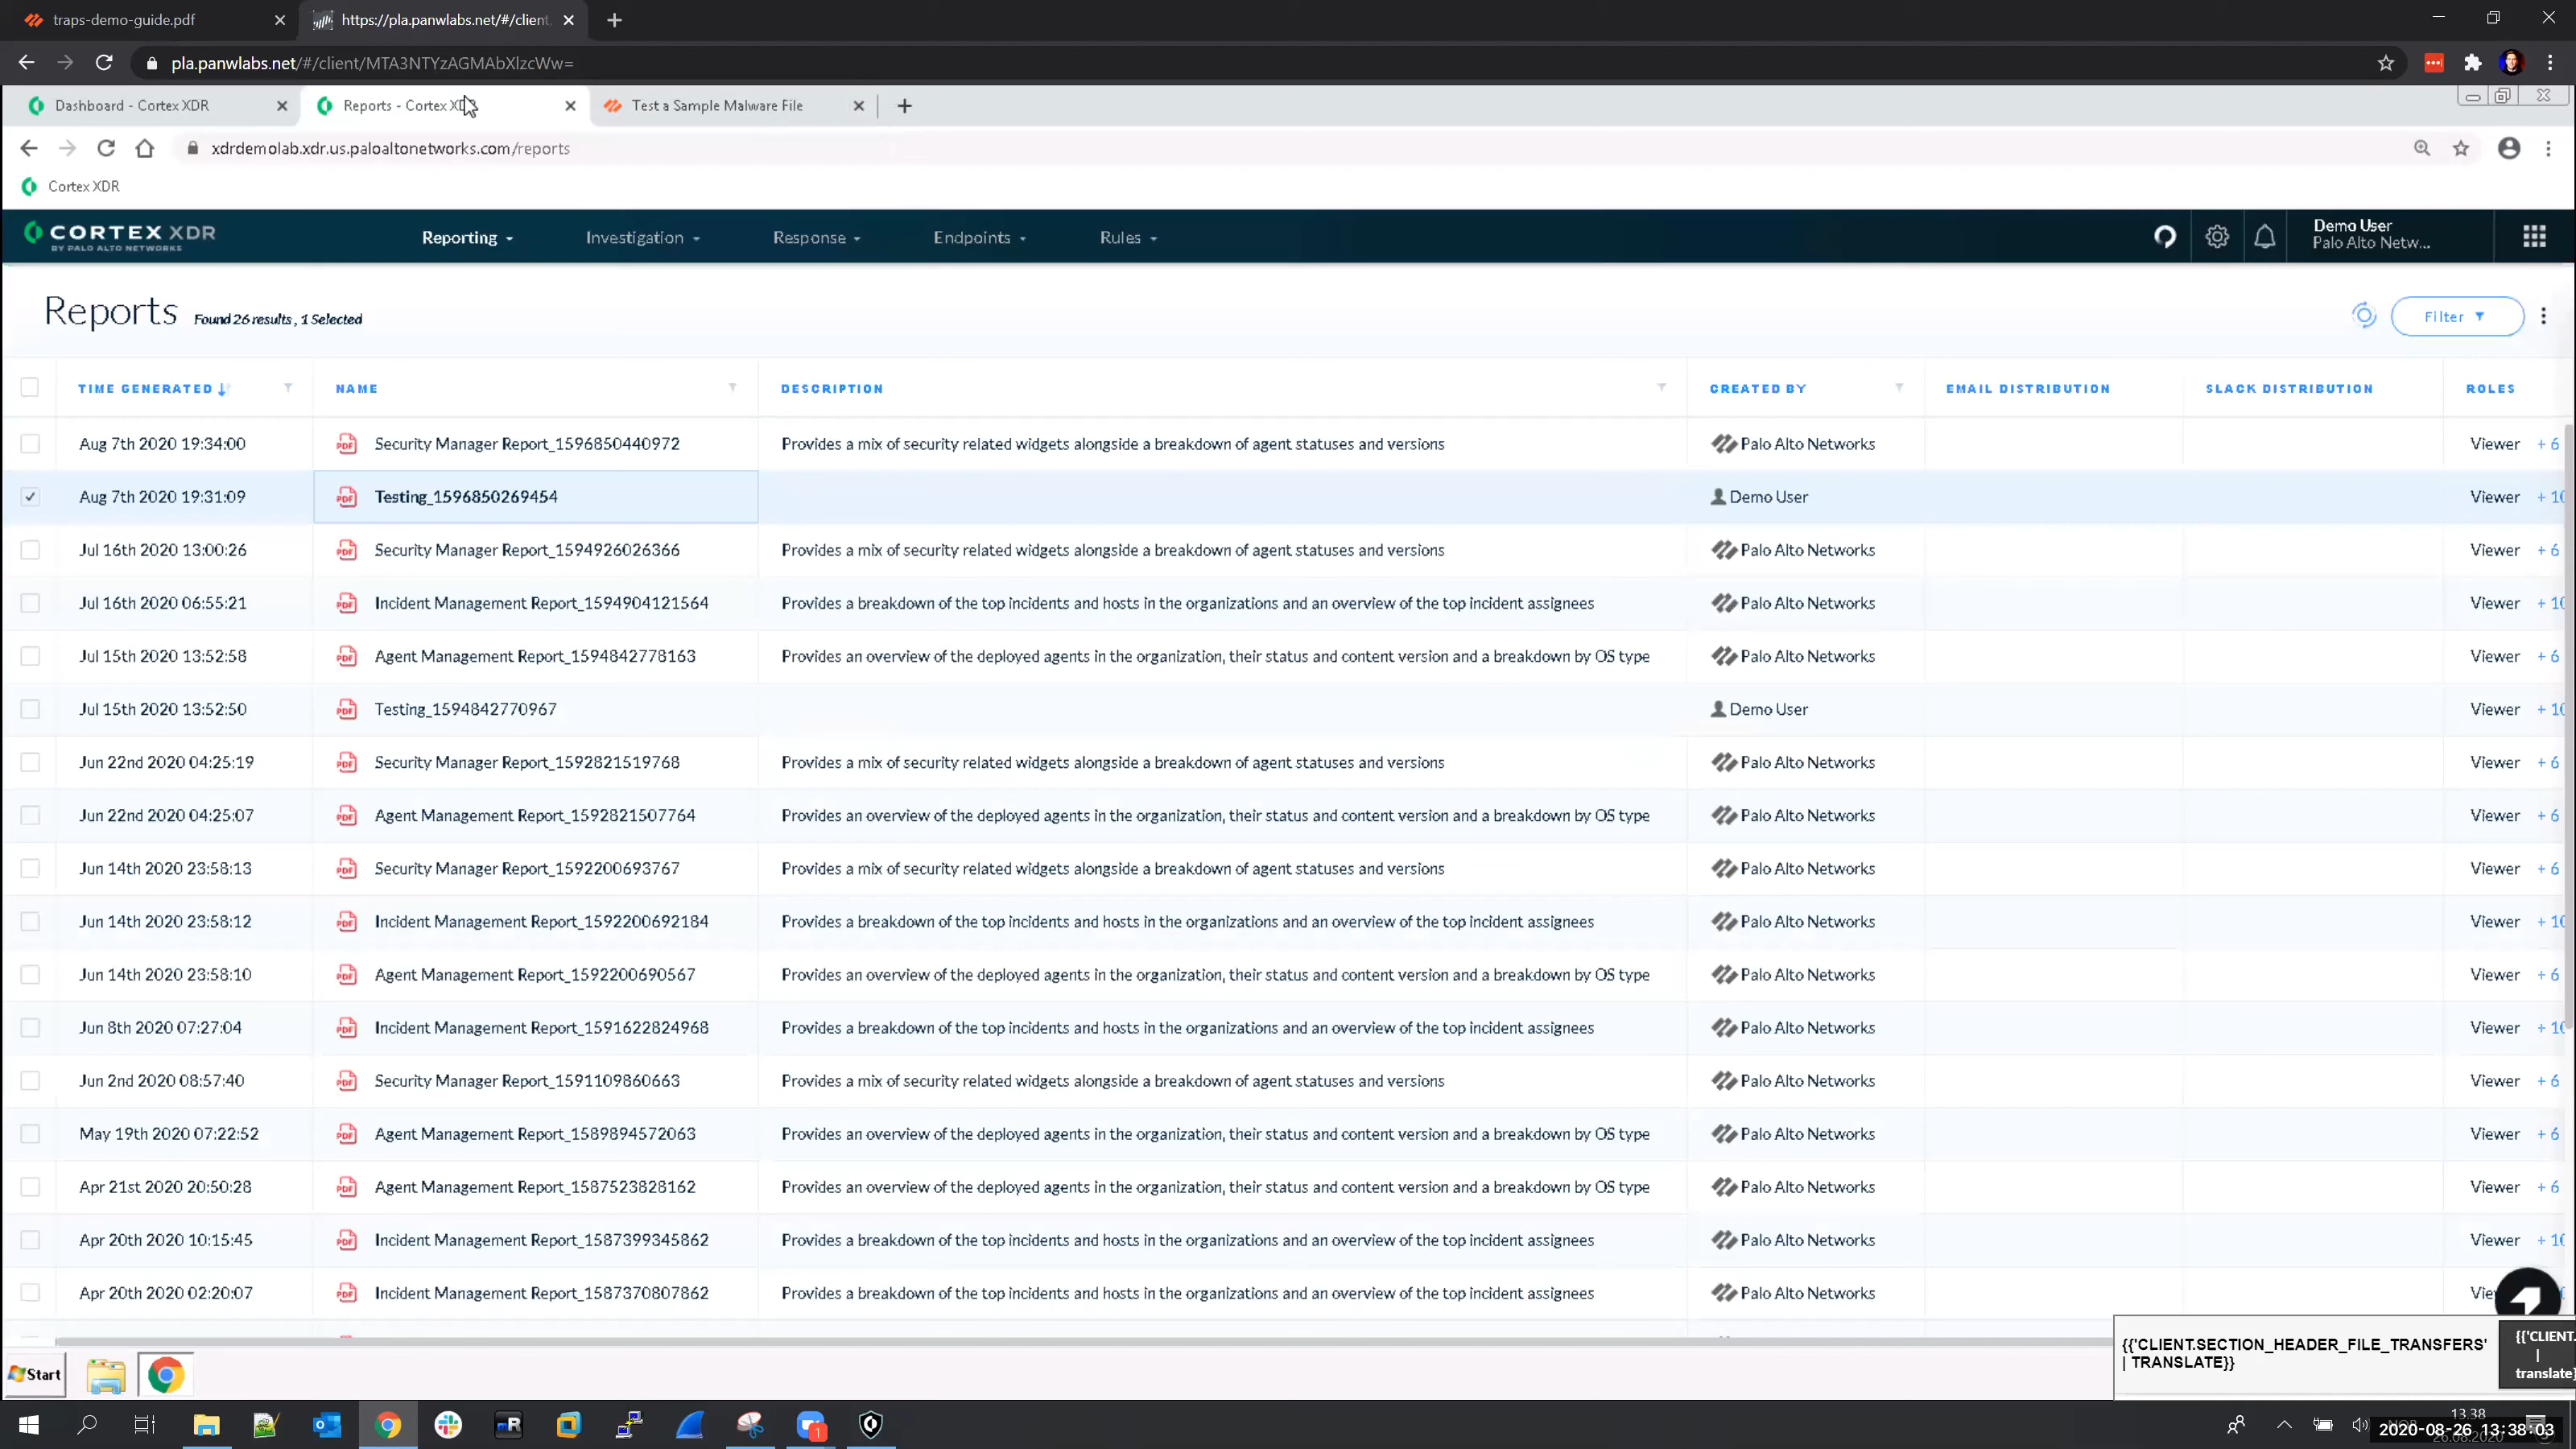 traps-demo-guide.pdf
https://pla.panwlabs.net/#/client
pla.panwlabs.net/#/client/MTA3NTYzAGMAbXlzcWw=
Dashboard - Cortex XDR
Reports - Cortex XDR
Test a Sample Malware File
xdrdemolab.xdr.us.paloaltonetworks.com/reports
Cortex XDR
CORTEX XDR
BY PALO ALTO NETWORKS
Reporting
Investigation
Response
Endpoints
Rules
Demo User
Palo Alto Netw...
Reports Found 26 results , 1 Selected
Filter
TIME GENERATED NAME DESCRIPTION CREATED BY EMAIL DISTRIBUTION SLACK DISTRIBUTION ROLES
Aug 7th 2020 19:34:00 PDF Security Manager Report_1596850440972 Provides a mix of security related widgets alongside a breakdown of agent statuses and versions Palo Alto Networks Viewer + 6
Aug 7th 2020 19:31:09 PDF Testing_1596850269454 Demo User Viewer + 10
Jul 16th 2020 13:00:26 PDF Security Manager Report_1594926026366 Provides a mix of security related widgets alongside a breakdown of agent statuses and versions Palo Alto Networks Viewer + 6
Jul 16th 2020 06:55:21 PDF Incident Management Report_1594904121564 Provides a breakdown of the top incidents and hosts in the organizations and an overview of the top incident assignees Palo Alto Networks Viewer + 10
Jul 15th 2020 13:52:58 PDF Agent Management Report_1594842778163 Provides an overview of the deployed agents in the organization, their status and content version and a breakdown by OS type Palo Alto Networks Viewer + 6
Jul 15th 2020 13:52:50 PDF Testing_1594842770967 Demo User Viewer + 10
Jun 22nd 2020 04:25:19 PDF Security Manager Report_1592821519768 Provides a mix of security related widgets alongside a breakdown of agent statuses and versions Palo Alto Networks Viewer + 6
Jun 22nd 2020 04:25:07 PDF Agent Management Report_1592821507764 Provides an overview of the deployed agents in the organization, their status and content version and a breakdown by OS type Palo Alto Networks Viewer + 6
Jun 14th 2020 23:58:13 PDF Security Manager Report_1592200693767 Provides a mix of security related widgets alongside a breakdown of agent statuses and versions Palo Alto Networks Viewer + 6
Jun 14th 2020 23:58:12 PDF Incident Management Report_1592200692184 Provides a breakdown of the top incidents and hosts in the organizations and an overview of the top incident assignees Palo Alto Networks Viewer + 10
Jun 14th 2020 23:58:10 PDF Agent Management Report_1592200690567 Provides an overview of the deployed agents in the organization, their status and content version and a breakdown by OS type Palo Alto Networks Viewer + 6
Jun 8th 2020 07:27:04 PDF Incident Management Report_1591622824968 Provides a breakdown of the top incidents and hosts in the organizations and an overview of the top incident assignees Palo Alto Networks Viewer + 10
Jun 2nd 2020 08:57:40 PDF Security Manager Report_1591109860663 Provides a mix of security related widgets alongside a breakdown of agent statuses and versions Palo Alto Networks Viewer + 6
May 19th 2020 07:22:52 PDF Agent Management Report_1589894572063 Provides an overview of the deployed agents in the organization, their status and content version and a breakdown by OS type Palo Alto Networks Viewer + 6
Apr 21st 2020 20:50:28 PDF Agent Management Report_1587523828162 Provides an overview of the deployed agents in the organization, their status and content version and a breakdown by OS type Palo Alto Networks Viewer + 6
Apr 20th 2020 10:15:45 PDF Incident Management Report_1587399345862 Provides a breakdown of the top incidents and hosts in the organizations and an overview of the top incident assignees Palo Alto Networks Viewer + 10
Apr 20th 2020 02:20:07 PDF Incident Management Report_1587370807862 Provides a breakdown of the top incidents and hosts in the organizations and an overview of the top incident assignees Palo Alto Networks
{{'CLIENT.SECTION_HEADER_FILE_TRANSFERS'
| TRANSLATE}}
{{'CLIENT.
|
translate}
Start
1
13.38
2020-08-26 13:38:03